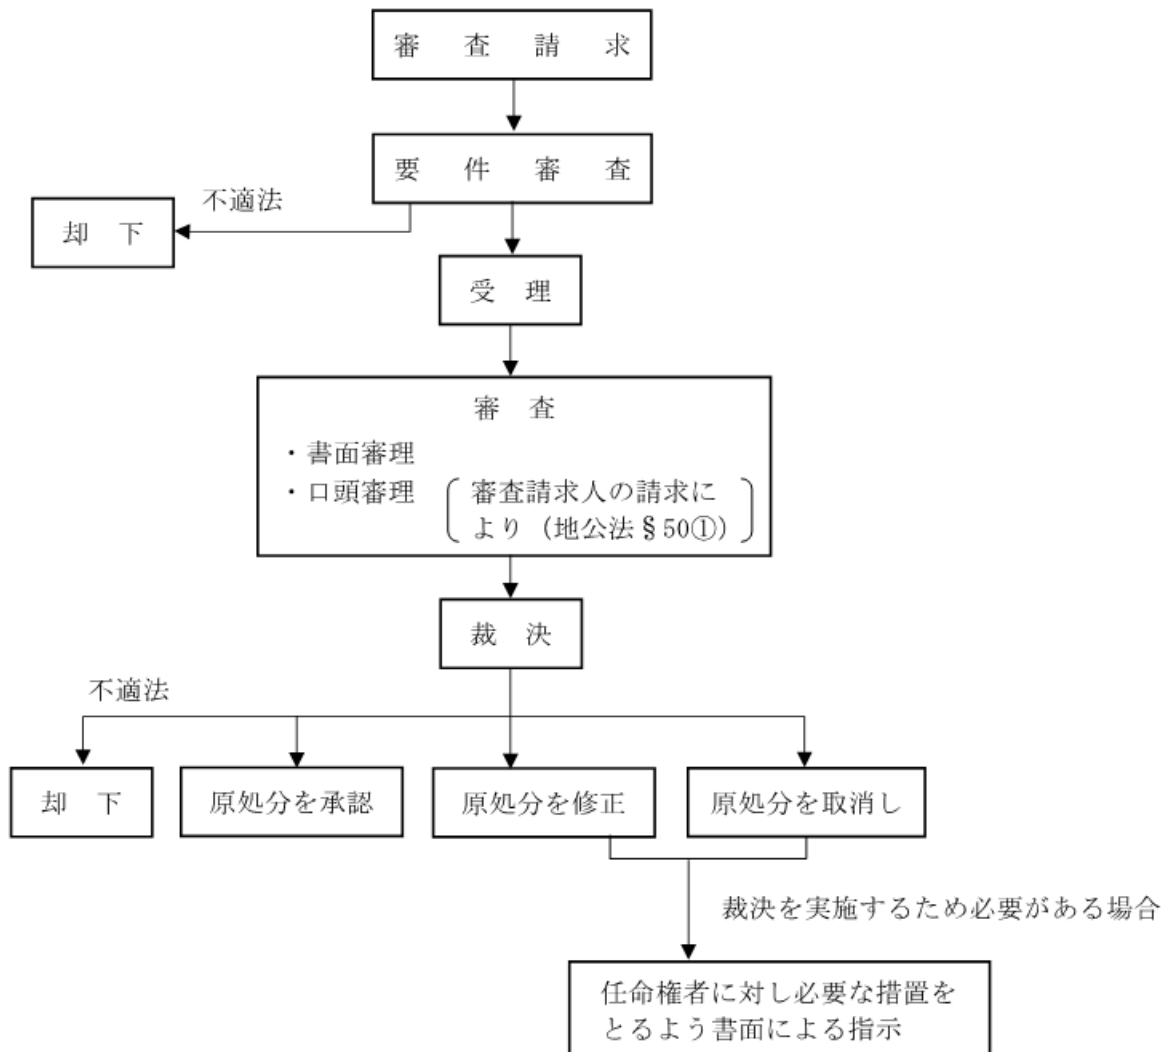 審査請求
要件審査
不適法
却下
受理
審査
・書面審理
・口頭審理 〔審査請求人の請求に
より（地公法§50①）〕
裁決
不適法
却下
原処分を承認
原処分を修正
原処分を取消し
裁決を実施するため必要がある場合
任命権者に対し必要な措置を
とるよう書面による指示